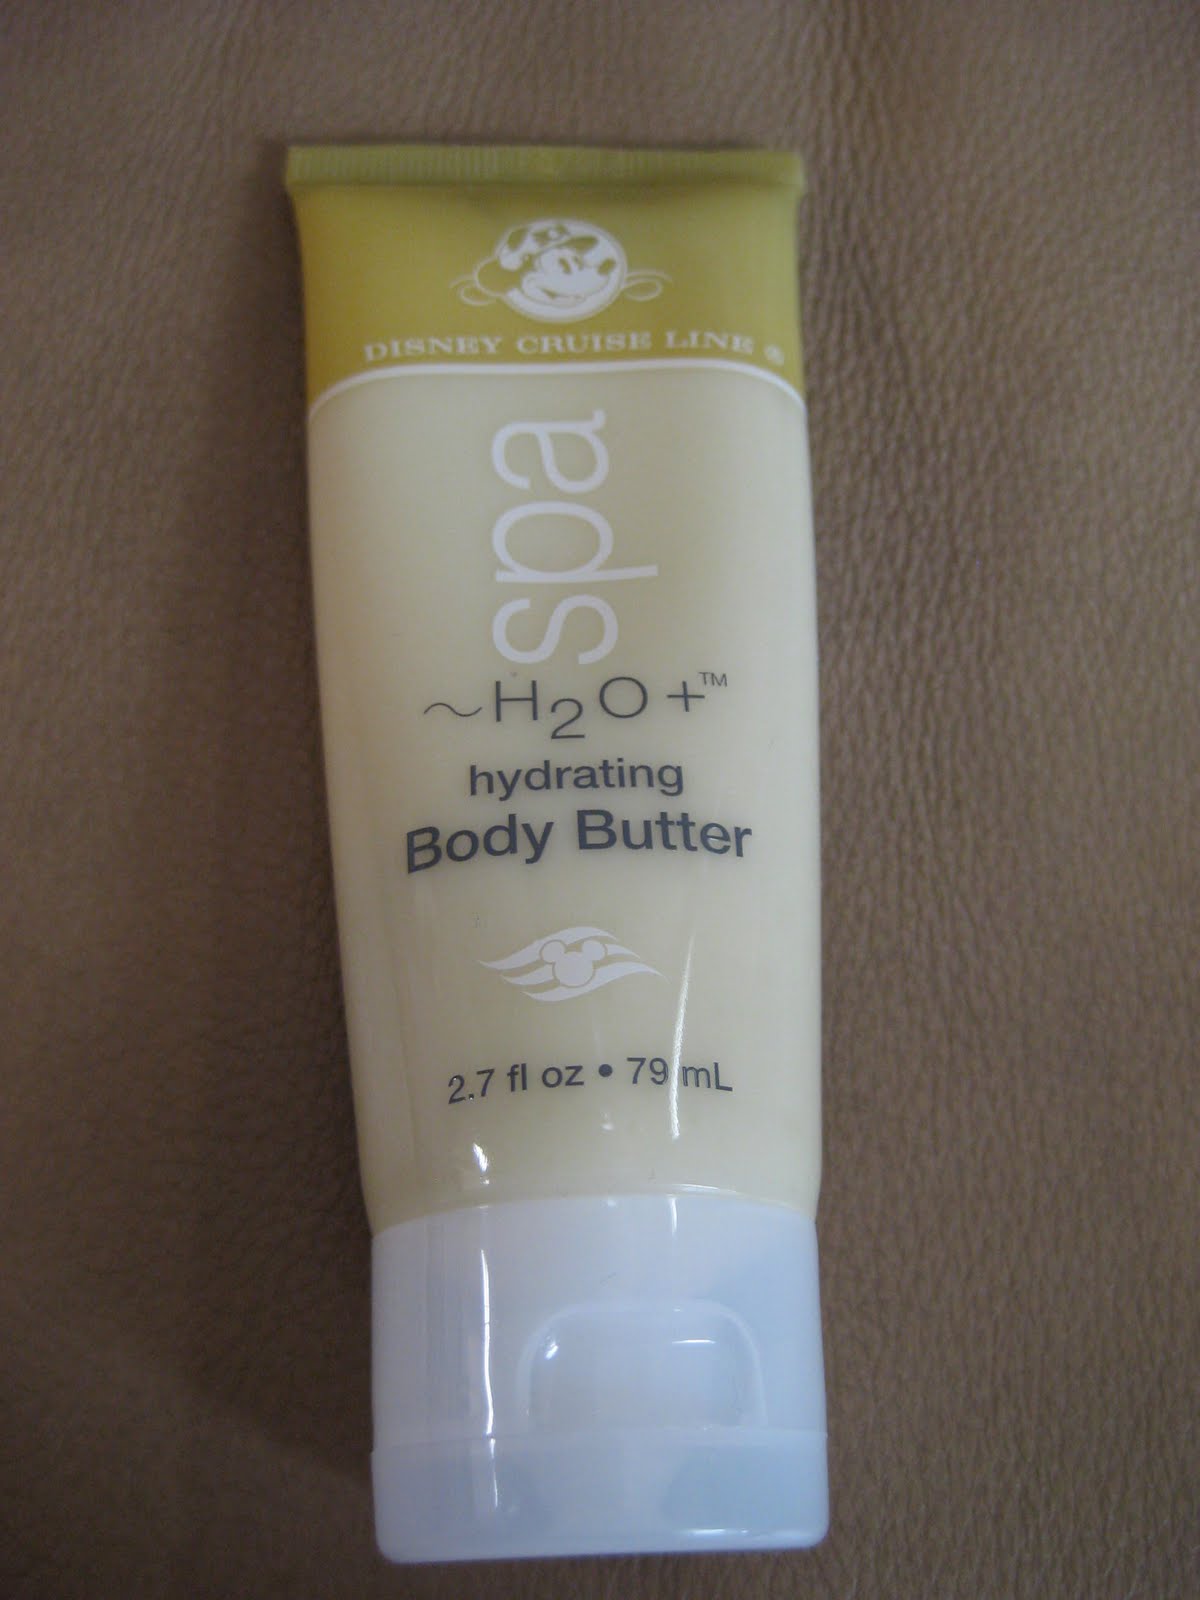 DISNEY CRUISE LINE ®
spa
~H₂O+™
hydrating
Body Butter
2.7 fl oz • 79 mL